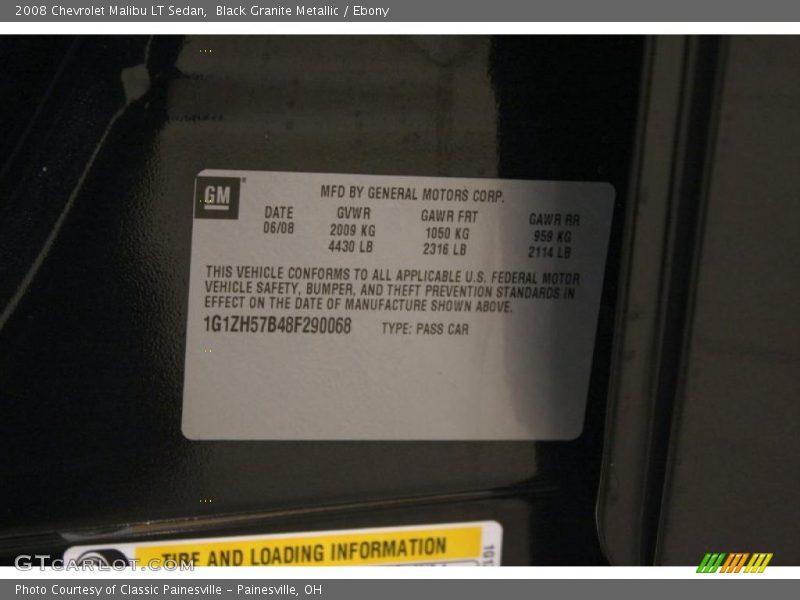 2008 Chevrolet Malibu LT Sedan, Black Granite Metallic / Ebony
GM
MFD BY GENERAL MOTORS CORP.
DATE GVWR GAWR FRT GAWR RR
06/08 2009 KG 1050 KG 959 KG
4430 LB 2316 LB 2114 LB
THIS VEHICLE CONFORMS TO ALL APPLICABLE U.S. FEDERAL MOTOR
VEHICLE SAFETY, BUMPER, AND THEFT PREVENTION STANDARDS IN
EFFECT ON THE DATE OF MANUFACTURE SHOWN ABOVE.
1G1ZH57B48F290068 TYPE: PASS CAR
TIRE AND LOADING INFORMATION
GTCarLot.com
Photo Courtesy of Classic Painesville - Painesville, OH